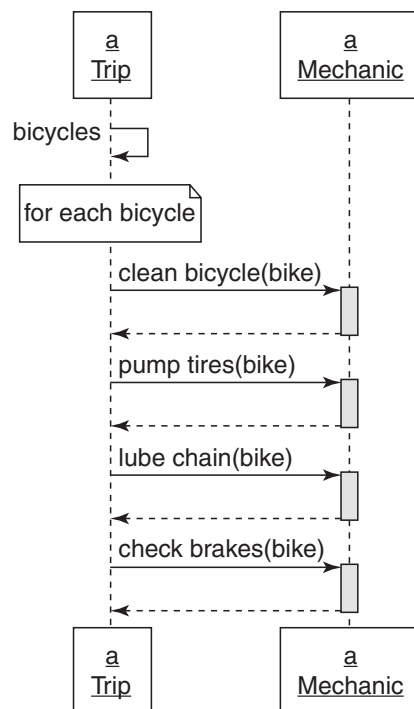 a
Trip
a
Mechanic
bicycles
for each bicycle
clean bicycle(bike)
pump tires(bike)
lube chain(bike)
check brakes(bike)
a
Trip
a
Mechanic